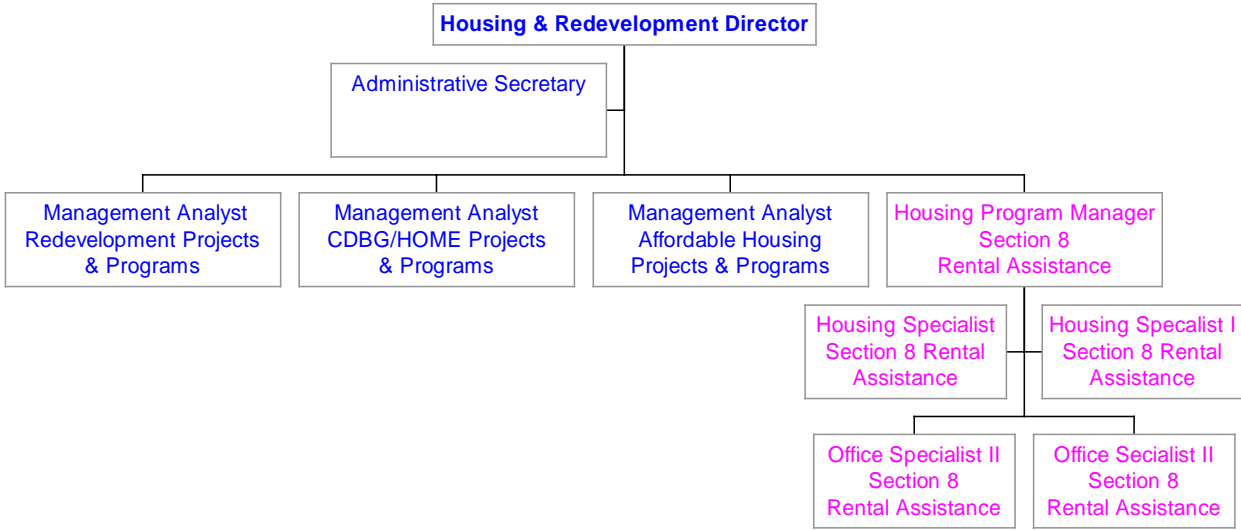 Housing & Redevelopment Director
Administrative Secretary
Management Analyst
Redevelopment Projects
& Programs
Management Analyst
CDBG/HOME Projects
& Programs
Management Analyst
Affordable Housing
Projects & Programs
Housing Program Manager
Section 8
Rental Assistance
Housing Specialist
Section 8 Rental
Assistance
Housing Specalist I
Section 8 Rental
Assistance
Office Specialist II
Section 8
Rental Assistance
Office Secialist II
Section 8
Rental Assistance